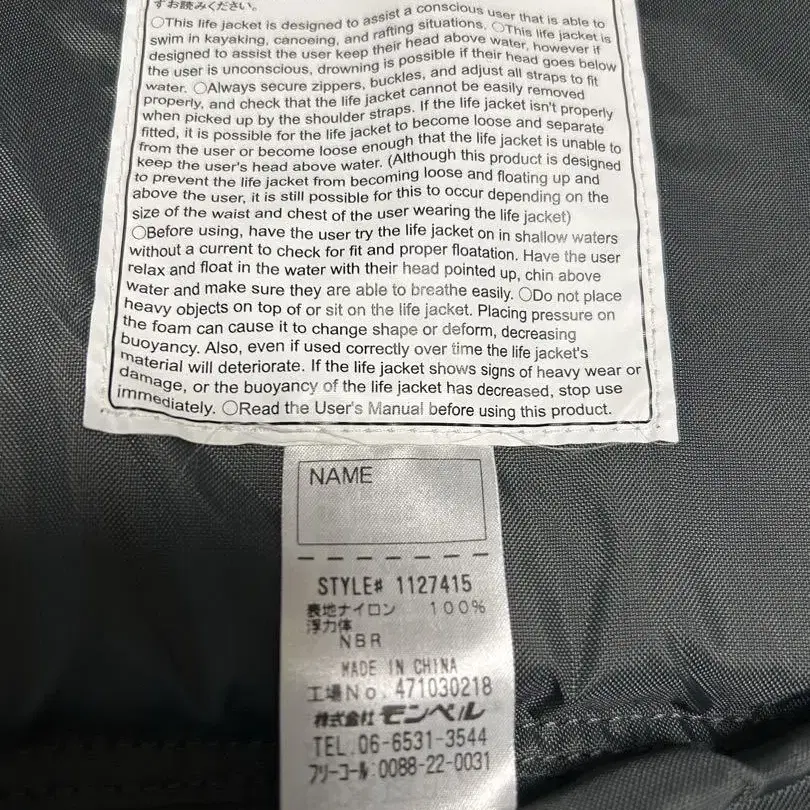 ずお読みください。
○This life jacket is designed to assist a conscious user that is able to
swim in kayaking, canoeing, and rafting situations. ○This life jacket is
designed to assist the user keep their head above water, however if
the user is unconscious, drowning is possible if their head goes below
water. ○Always secure zippers, buckles, and adjust all straps to fit
properly, and check that the life jacket cannot be easily removed
when picked up by the shoulder straps. If the life jacket isn't properly
fitted, it is possible for the life jacket to become loose and separate
from the user or become loose enough that the life jacket is unable to
keep the user's head above water. (Although this product is designed
to prevent the life jacket from becoming loose and floating up and
above the user, it is still possible for this to occur depending on the
size of the waist and chest of the user wearing the life jacket)
○Before using, have the user try the life jacket on in shallow waters
without a current to check for fit and proper floatation. Have the user
relax and float in the water with their head pointed up, chin above
water and make sure they are able to breathe easily. ○Do not place
heavy objects on top of or sit on the life jacket. Placing pressure on
the foam can cause it to change shape or deform, decreasing
buoyancy. Also, even if used correctly over time the life jacket's
material will deteriorate. If the life jacket shows signs of heavy wear or
damage, or the buoyancy of the life jacket has decreased, stop use
immediately. ○Read the User's Manual before using this product.
NAME
STYLE# 1127415
表地ナイロン 100%
浮力体
NBR
MADE IN CHINA
工場No. 471030218
株式会社 モンベル
TEL.06-6531-3544
フリーコール:0088-22-0031